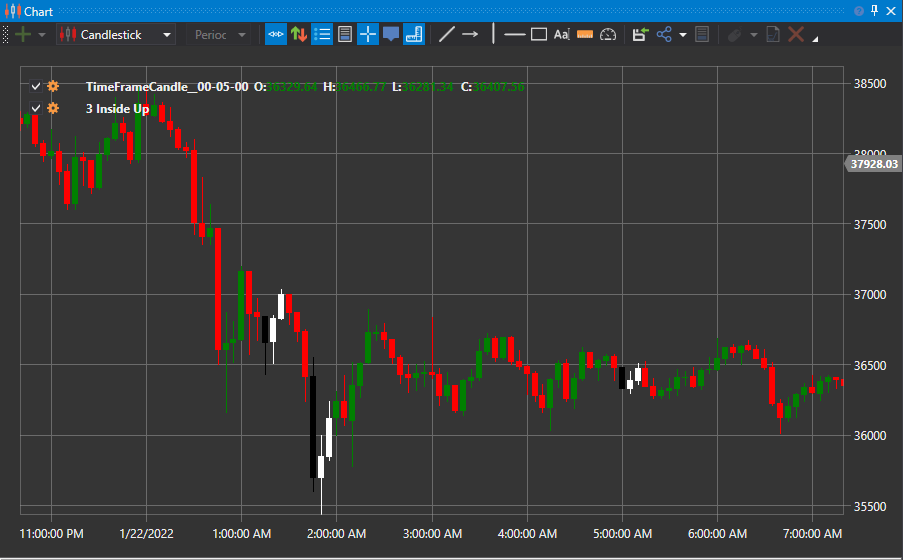 Chart
Candlestick Perioc Aa
TimeFrameCandle_00-05-00 O:36329.64 H:36466.77 L:36281.34 C:36407.56
3 Inside Up
38500
38000
37928.03
37500
37000
36500
36000
35500
11:00:00 PM 1/22/2022 1:00:00 AM 2:00:00 AM 3:00:00 AM 4:00:00 AM 5:00:00 AM 6:00:00 AM 7:00:00 AM